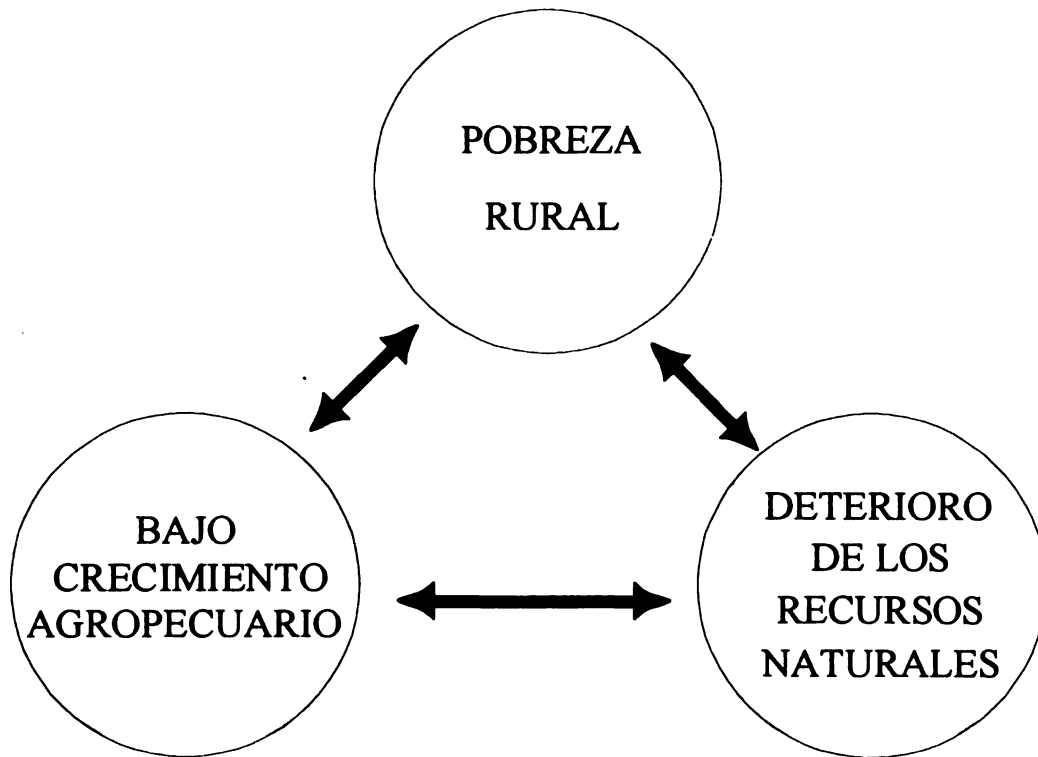 POBREZA
RURAL
BAJO
CRECIMIENTO
AGROPECUARIO
DETERIORO
DE LOS
RECURSOS
NATURALES